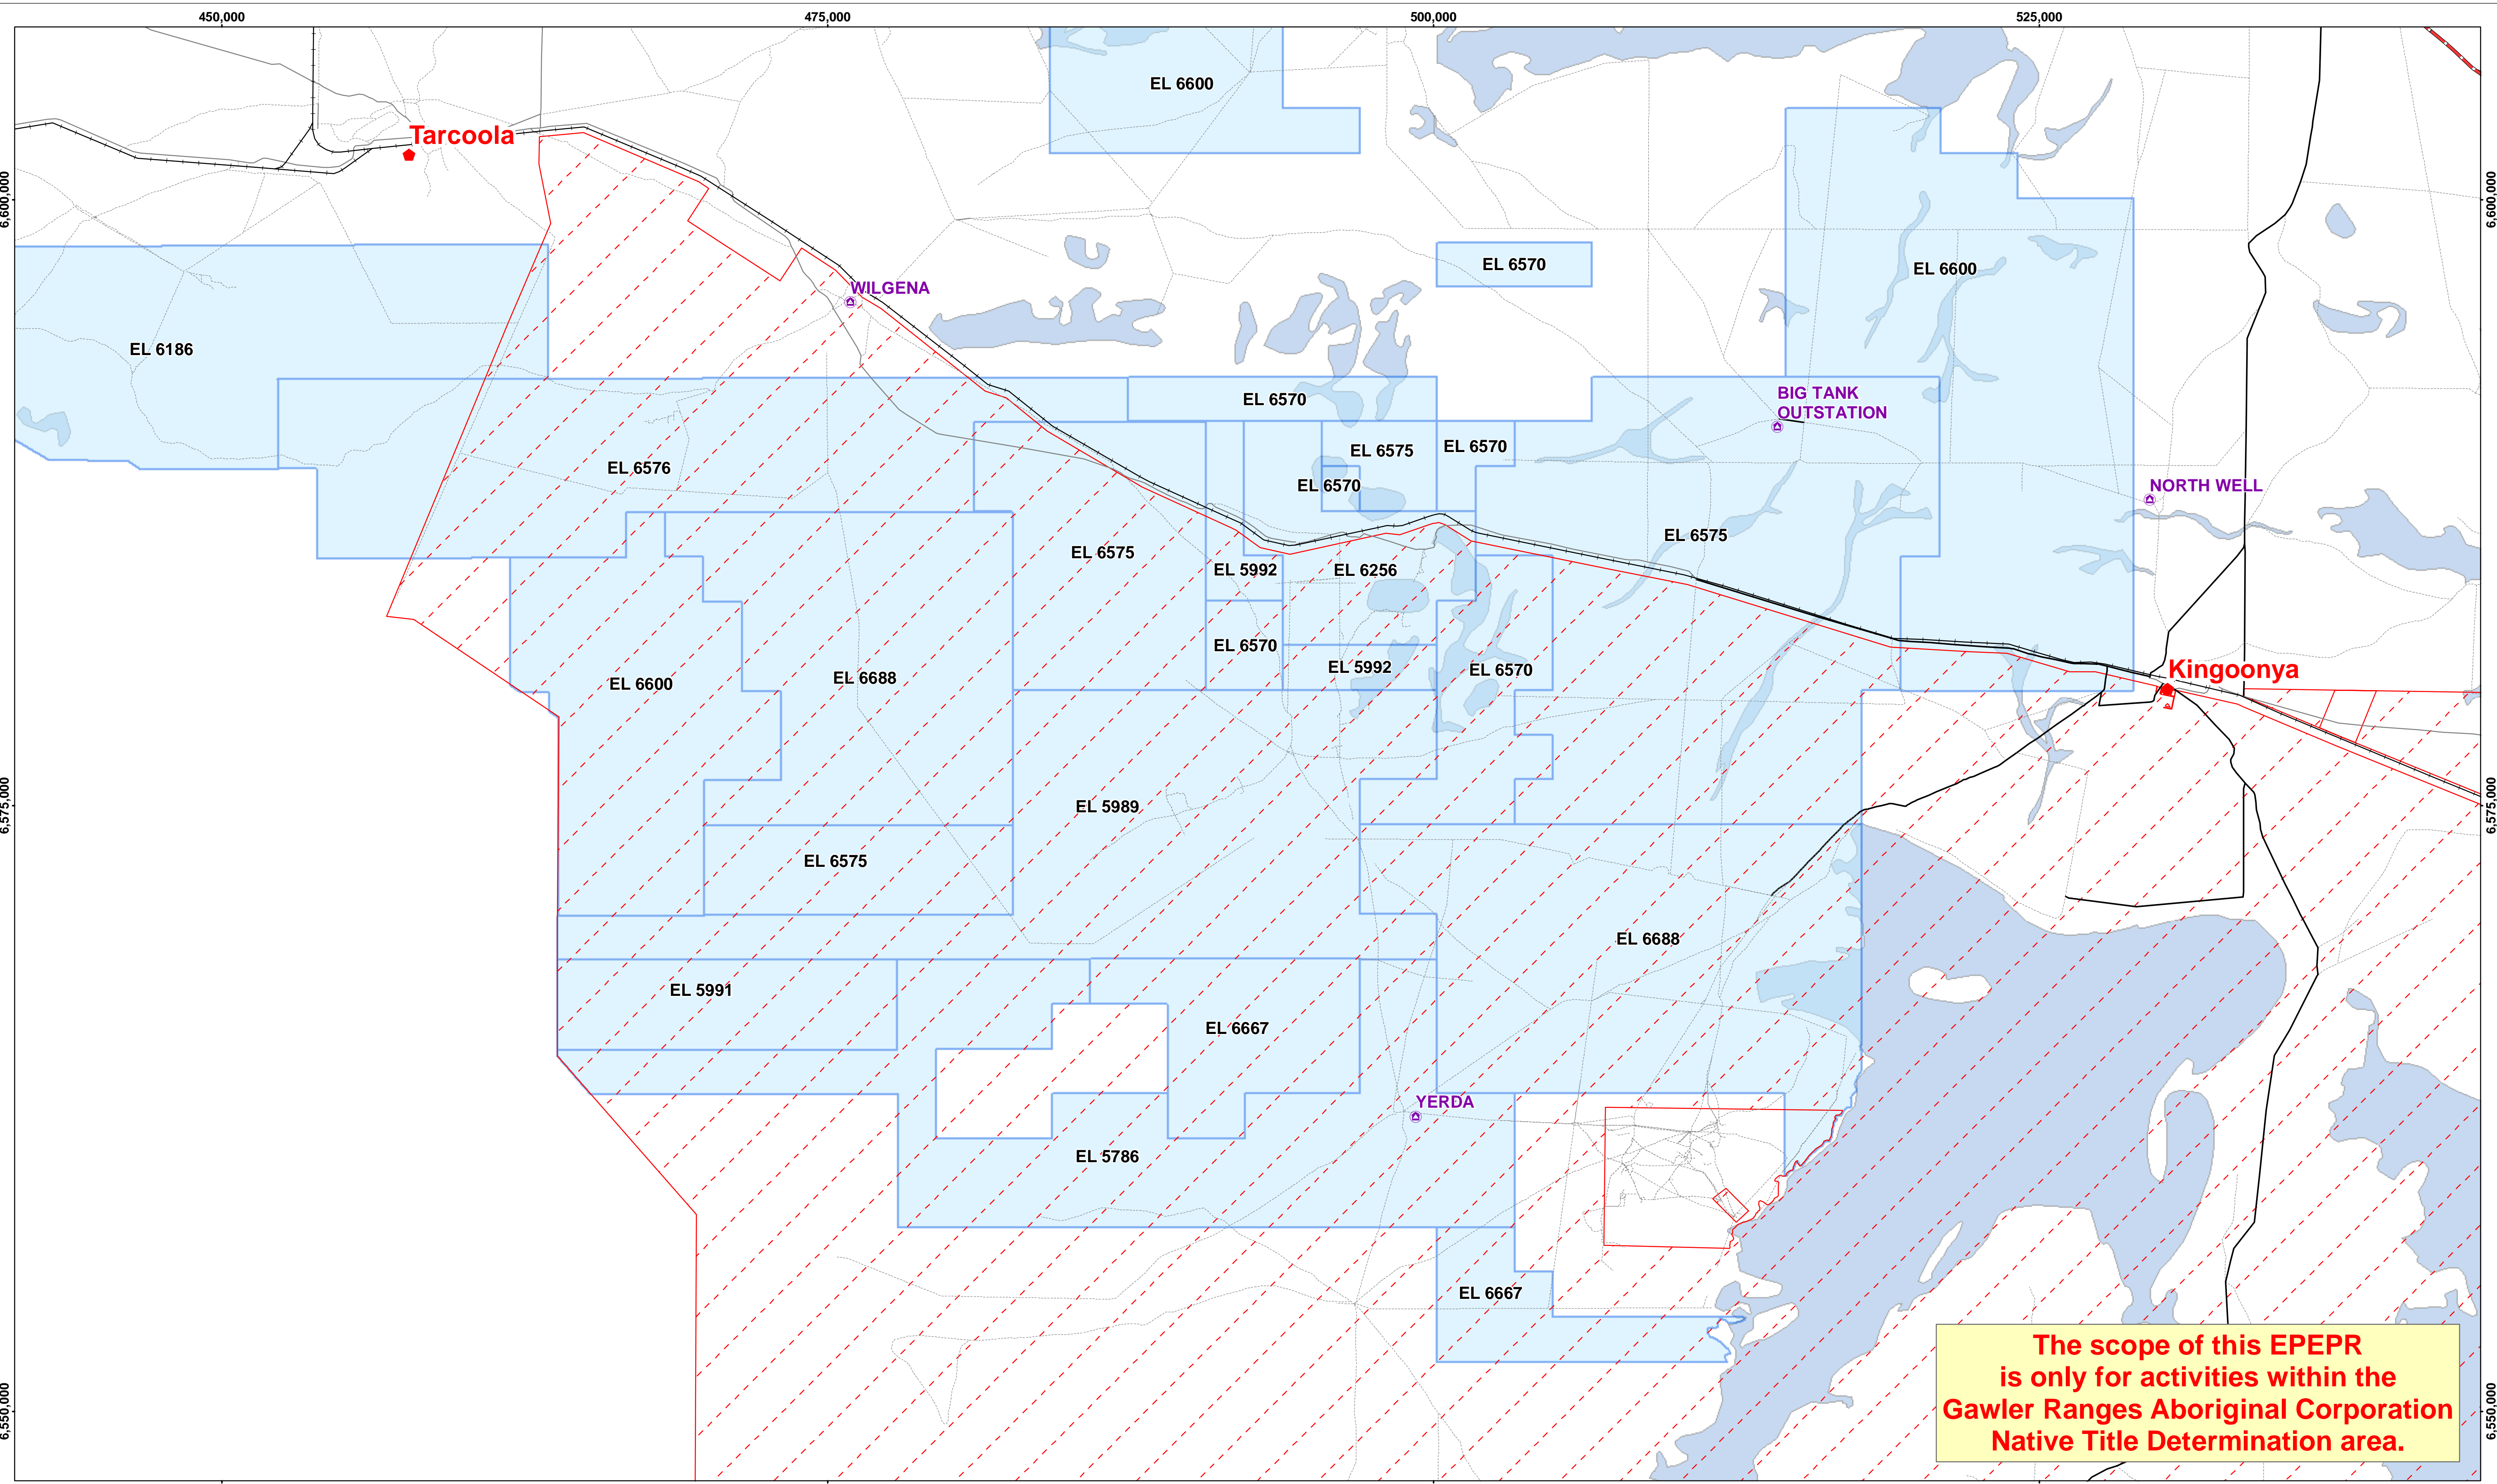 450,000
475,000
500,000
525,000
EL 6600
Tarcoola
6,600,000
6,600,000
EL 6570
EL 6600
WILGENA
EL 6186
BIG TANK
OUTSTATION
EL 6570
EL 6575
EL 6570
EL 6576
EL 6570
NORTH WELL
EL 6575
EL 6575
EL 5992
EL 6256
EL 6570
EL 5992
EL 6570
Kingoonya
EL 6600
EL 6688
6,575,000
6,575,000
EL 5989
EL 6575
EL 6688
EL 5991
EL 6667
YERDA
EL 5786
EL 6667
6,550,000
6,550,000
The scope of this EPEPR
is only for activities within the
Gawler Ranges Aboriginal Corporation
Native Title Determination area.